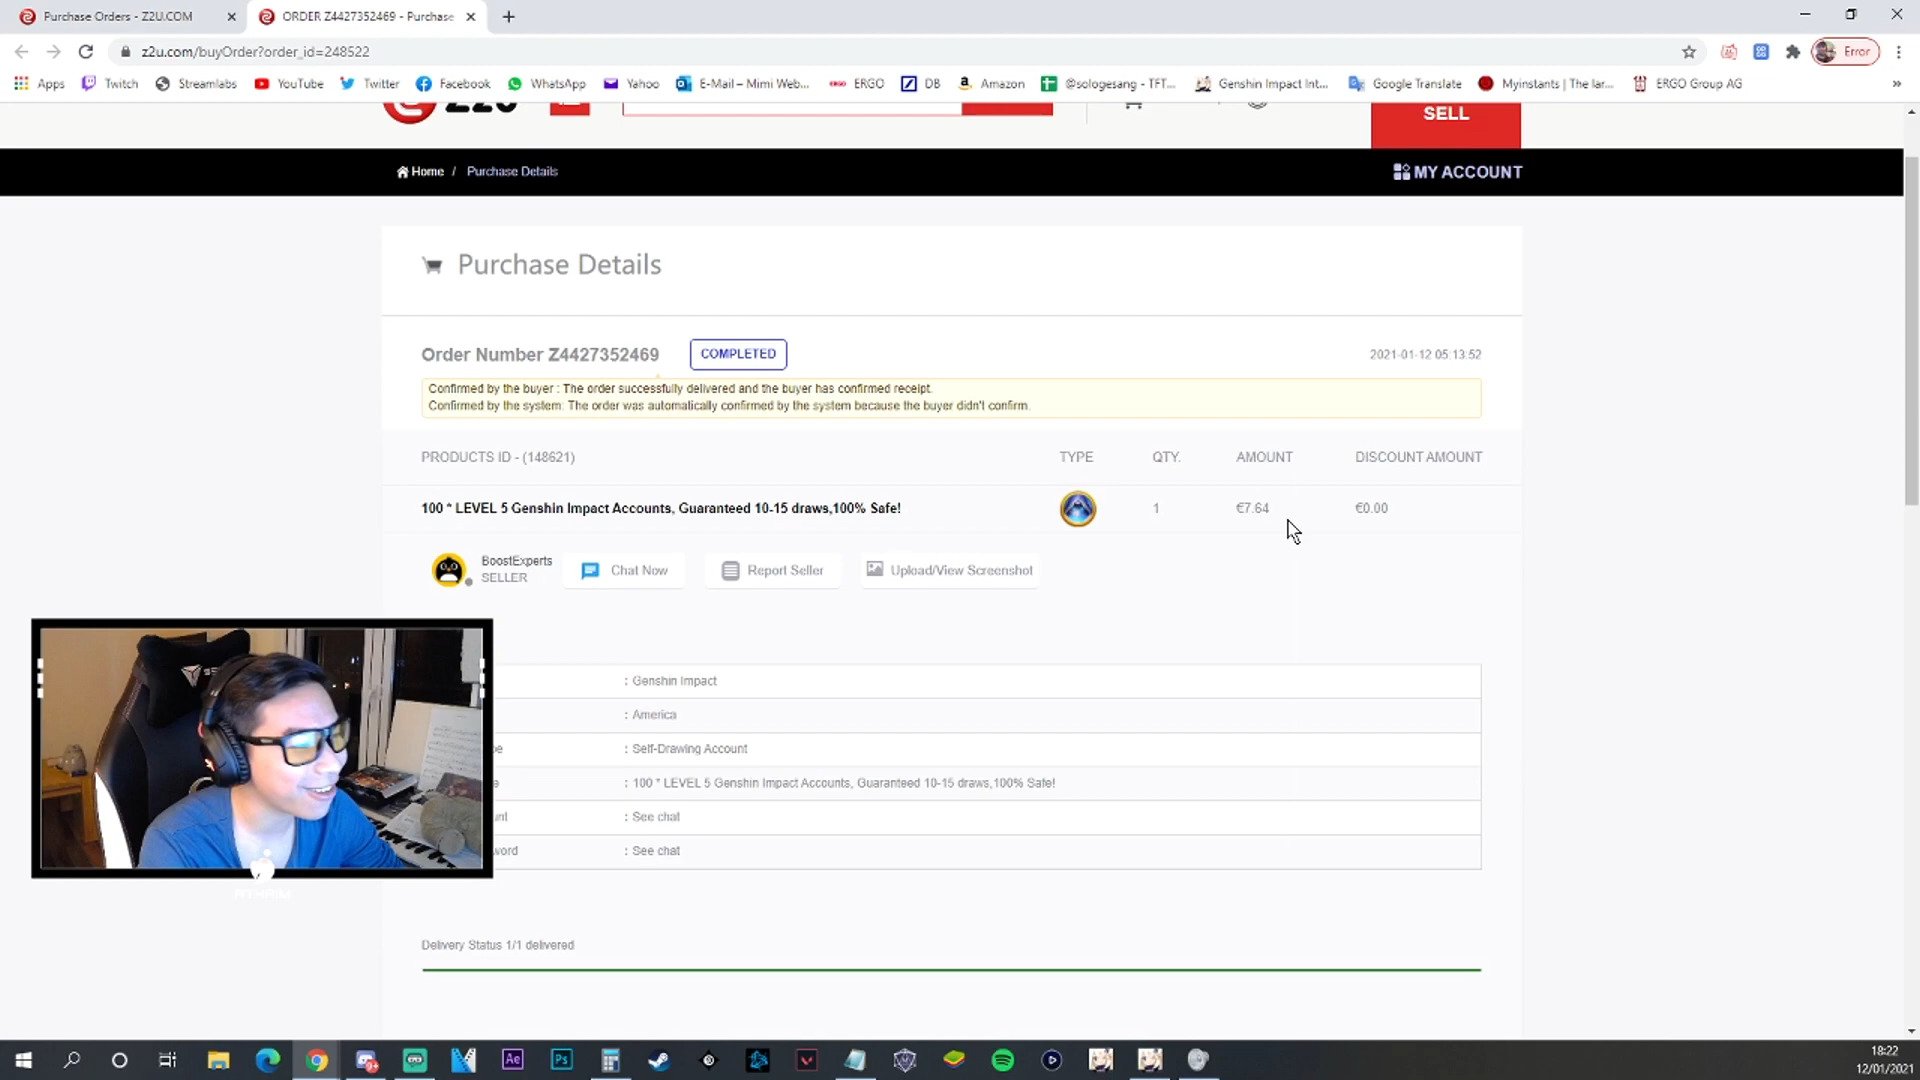 Purchase Orders - Z2U.COM
ORDER Z4427352469 - Purchase
z2u.com/buyOrder?order_id=248522
Error
Apps
Twitch
Streamlabs
YouTube
Twitter
Facebook
WhatsApp
Yahoo
E-Mail – Mimi Web...
ERGO
DB
Amazon
@sologesang - TFT...
Genshin Impact Int...
Google Translate
Myinstants | The lar...
ERGO Group AG
»
SELL
Home / Purchase Details
MY ACCOUNT
Purchase Details
Order Number Z4427352469
COMPLETED
2021-01-12 05:13:52
Confirmed by the buyer : The order successfully delivered and the buyer has confirmed receipt.
Confirmed by the system: The order was automatically confirmed by the system because the buyer didn't confirm.
PRODUCTS ID - (148621)
TYPE
QTY.
AMOUNT
DISCOUNT AMOUNT
100 * LEVEL 5 Genshin Impact Accounts, Guaranteed 10-15 draws,100% Safe!
1
€7.64
€0.00
BoostExperts
SELLER
Chat Now
Report Seller
Upload/View Screenshot
: Genshin Impact
: America
: Self-Drawing Account
: 100 * LEVEL 5 Genshin Impact Accounts, Guaranteed 10-15 draws,100% Safe!
: See chat
: See chat
Delivery Status 1/1 delivered
Ae
Ps
18:22
12/01/2021